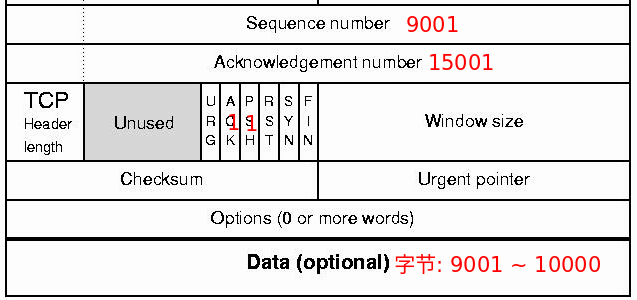 Sequence number 9001
Acknowledgement number 15001
TCP Header length
Unused
URG
ACK 1
PSH 1
RST
SYN
FIN
Window size
Checksum
Urgent pointer
Options (0 or more words)
Data (optional) 字节: 9001 ~ 10000